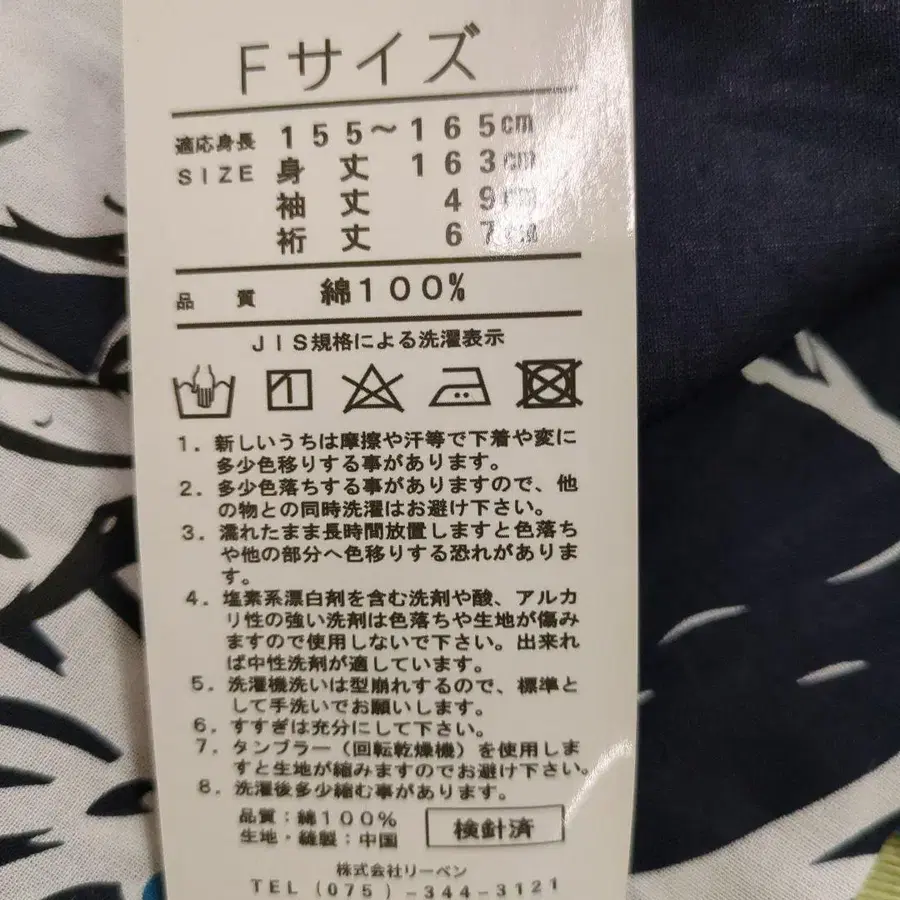 Fサイズ
適応身長 155～165cm
SIZE 身丈 163cm
袖丈 49cm
裄丈 67cm
品質 綿100%
JIS規格による洗濯表示
1．新しいうちは摩擦や汗等で下着や変に
多少色移りする事があります。
2．多少色落ちする事がありますので、他
の物との同時洗濯はお避け下さい。
3．濡れたまま長時間放置しますと色落ち
や他の部分へ色移りする恐れがありま
す。
4．塩素系漂白剤を含む洗剤や酸、アルカ
リ性の強い洗剤は色落ちや生地が傷み
ますので使用しないで下さい。出来れ
ば中性洗剤が適しています。
5．洗濯機洗いは型崩れするので、標準と
して手洗いでお願いします。
6．すすぎは充分にして下さい。
7．タンブラー（回転乾燥機）を使用しま
すと生地が縮みますのでお避け下さい。
8．洗濯後多少縮む事があります。
品質：綿100%
生地・縫製：中国
検針済
株式会社リーベン
TEL(075)-344-3121